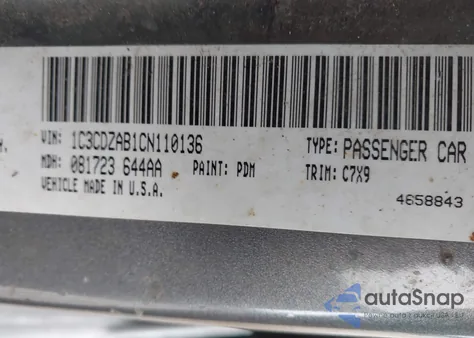 VIN: 1C3CDZAB1CN110136 TYPE: PASSENGER CAR
MDH: 081723 644AA PAINT: PDM TRIM: C7X9
VEHICLE MADE IN U.S.A.
4658843
autoSnap